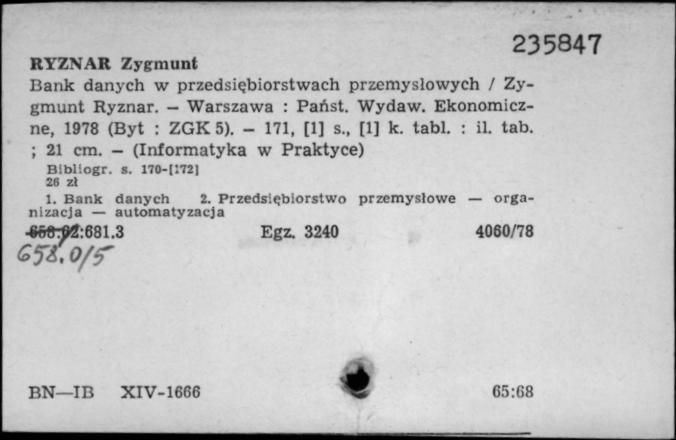 235847
RYZNAR Zygmunt
Bank danych w przedsiębiorstwach przemysłowych / Zy-
gmunt Ryznar. — Warszawa : Państ. Wydaw. Ekonomicz-
ne, 1978 (Byt : ZGK 5). — 171, [1] s., [1] k. tabl. : il. tab.
; 21 cm. — (Informatyka w Praktyce)
Bibliogr. s. 170-[172]
26 zł
1. Bank danych 2. Przedsiębiorstwo przemysłowe — orga-
nizacja — automatyzacja
658.02:681.3 Egz. 3240 4060/78
658.0/5
BN—IB XIV-1666 65:68